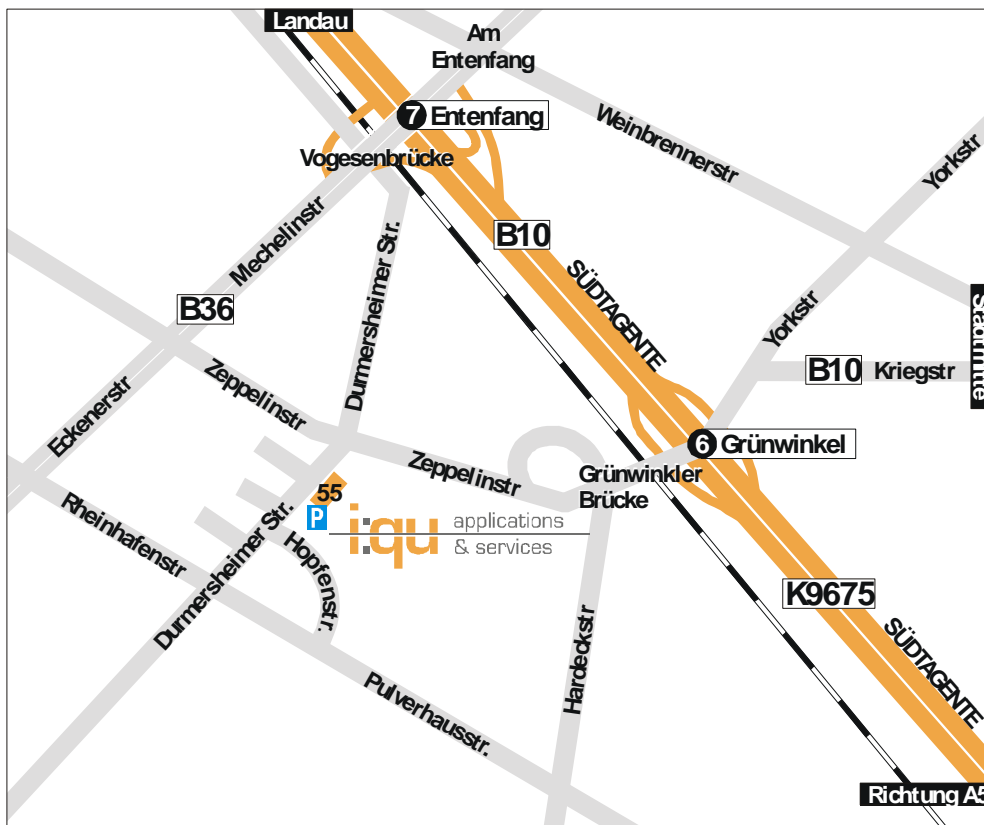 Landau
Am
Entenfang
7 Entenfang
Weinbrennerstr
Yorkstr
Vogesenbrücke
Mechelinstr
Durmersheimer Str.
B10
SÜDTAGENTE
B36
Yorkstr
Stadtmitte
B10 Kriegstr
Zeppelinstr
Durmersheimer Str.
Eckenerstr
6 Grünwinkel
Zeppelinstr
Grünwinkler
Brücke
55
P
i:qu applications
& services
Rheinhafenstr
Hopfenstr.
K9675
SÜDTAGENTE
Hardeckstr
Pulverhausstr.
Richtung A5